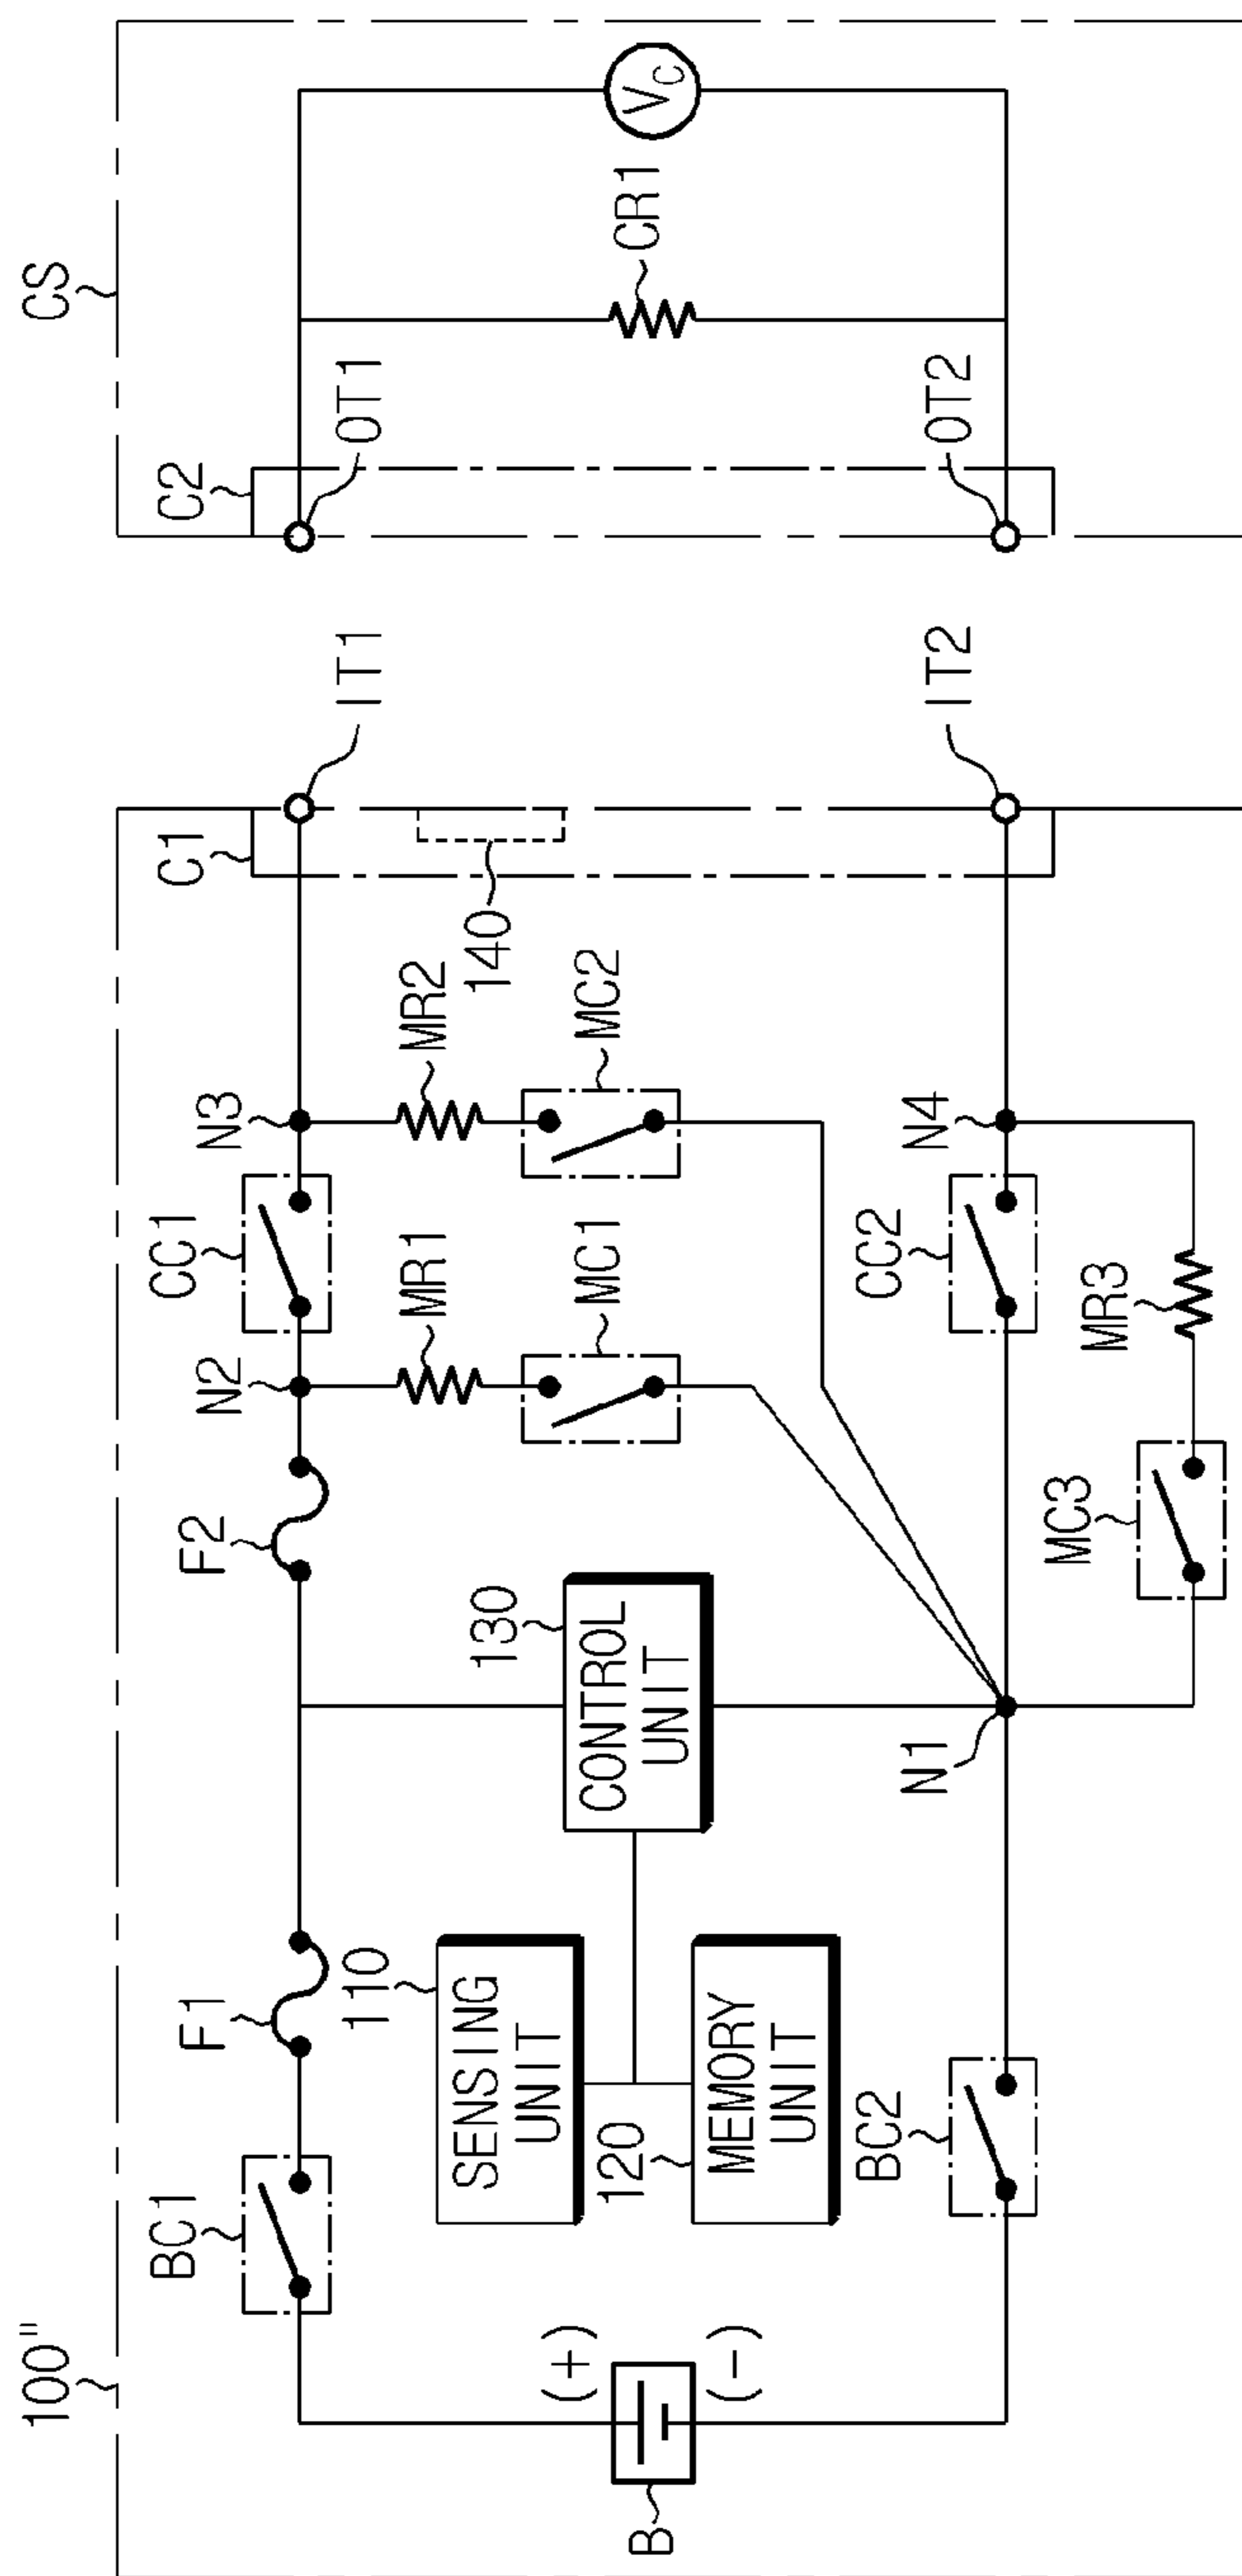 100"
CS
BC1
F1
F2
N2
CC1
N3
C1
C2
IT1
OT1
110
SENSING
UNIT
130
CONTROL
UNIT
MR1
MR2
140
MC1
MC2
CR1
VC
(+)
B
(-)
120
MEMORY
UNIT
BC2
N1
CC2
N4
IT2
OT2
MC3
MR3